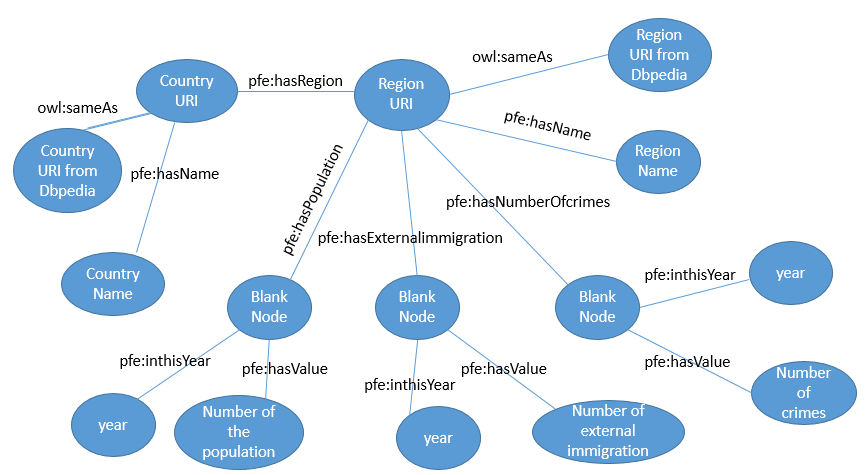 Region
URI from
Dbpedia
owl:sameAs
Country
URI
pfe:hasRegion
Region
URI
owl:sameAs
pfe:hasName
Country
URI from
Dbpedia
pfe:hasName
Region
Name
pfe:hasPopulation
pfe:hasNumberOfcrimes
pfe:hasExternalimmigration
Country
Name
pfe:inthisYear
year
Blank
Node
Blank
Node
Blank
Node
pfe:inthisYear
pfe:hasValue
pfe:inthisYear
pfe:hasValue
pfe:hasValue
Number
of
crimes
year
Number of
the
population
year
Number of
external
immigration